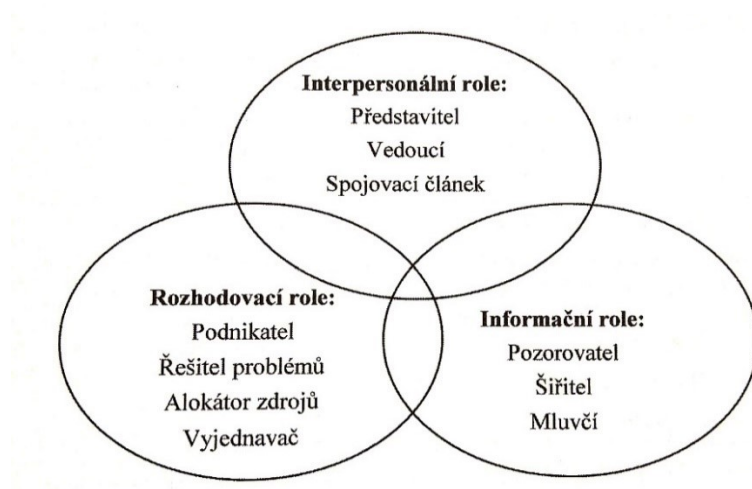 Interpersonální role:
Představitel
Vedoucí
Spojovací článek
Rozhodovací role:
Podnikatel
Řešitel problémů
Alokátor zdrojů
Vyjednavač
Informační role:
Pozorovatel
Šiřitel
Mluvčí